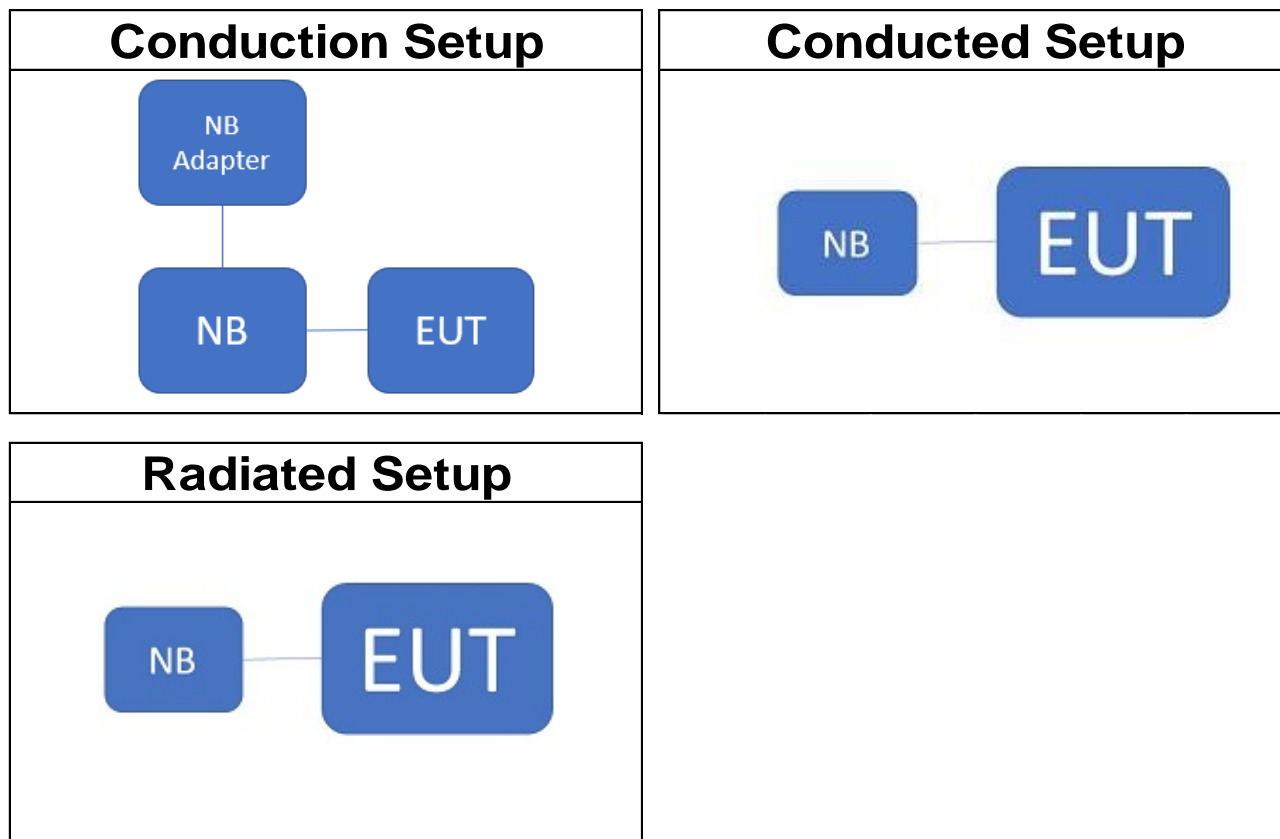 Conduction Setup
NB
Adapter
NB
EUT
Conducted Setup
NB
EUT
Radiated Setup
NB
EUT